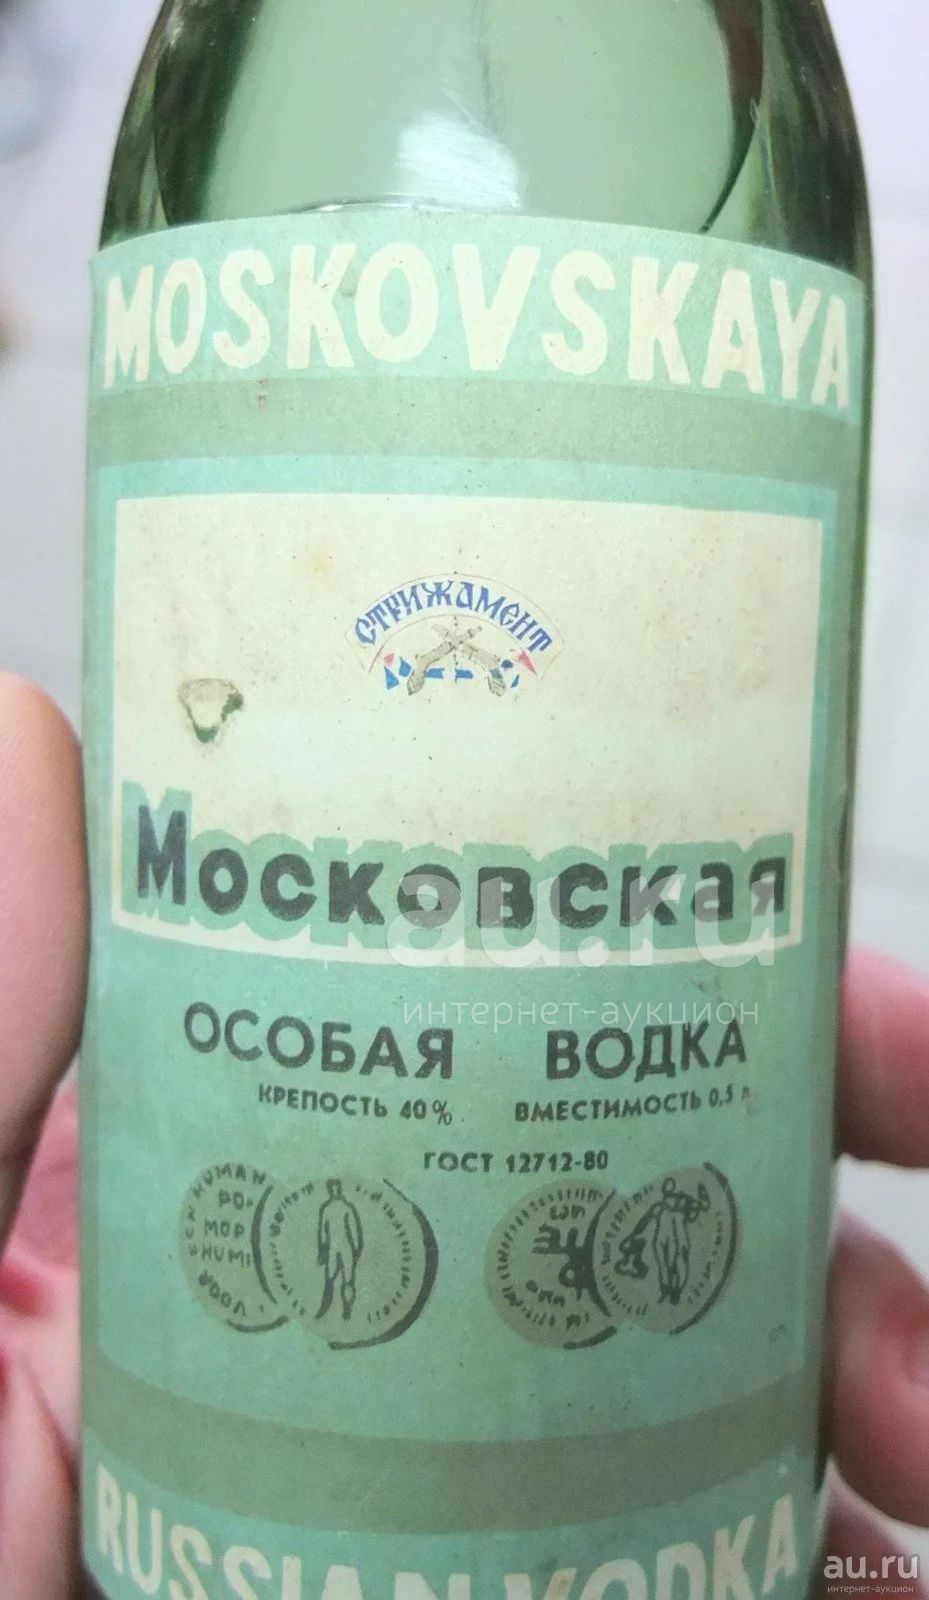 MOSKOVSKAYA
СТРИЖАМЕНТ
Московская
au.ru
интернет-аукцион
ОСОБАЯ ВОДКА
КРЕПОСТЬ 40% ВМЕСТИМОСТЬ 0,5 л
ГОСТ 12712-80
RUSSIAN VODKA
au.ru
интернет-аукцион